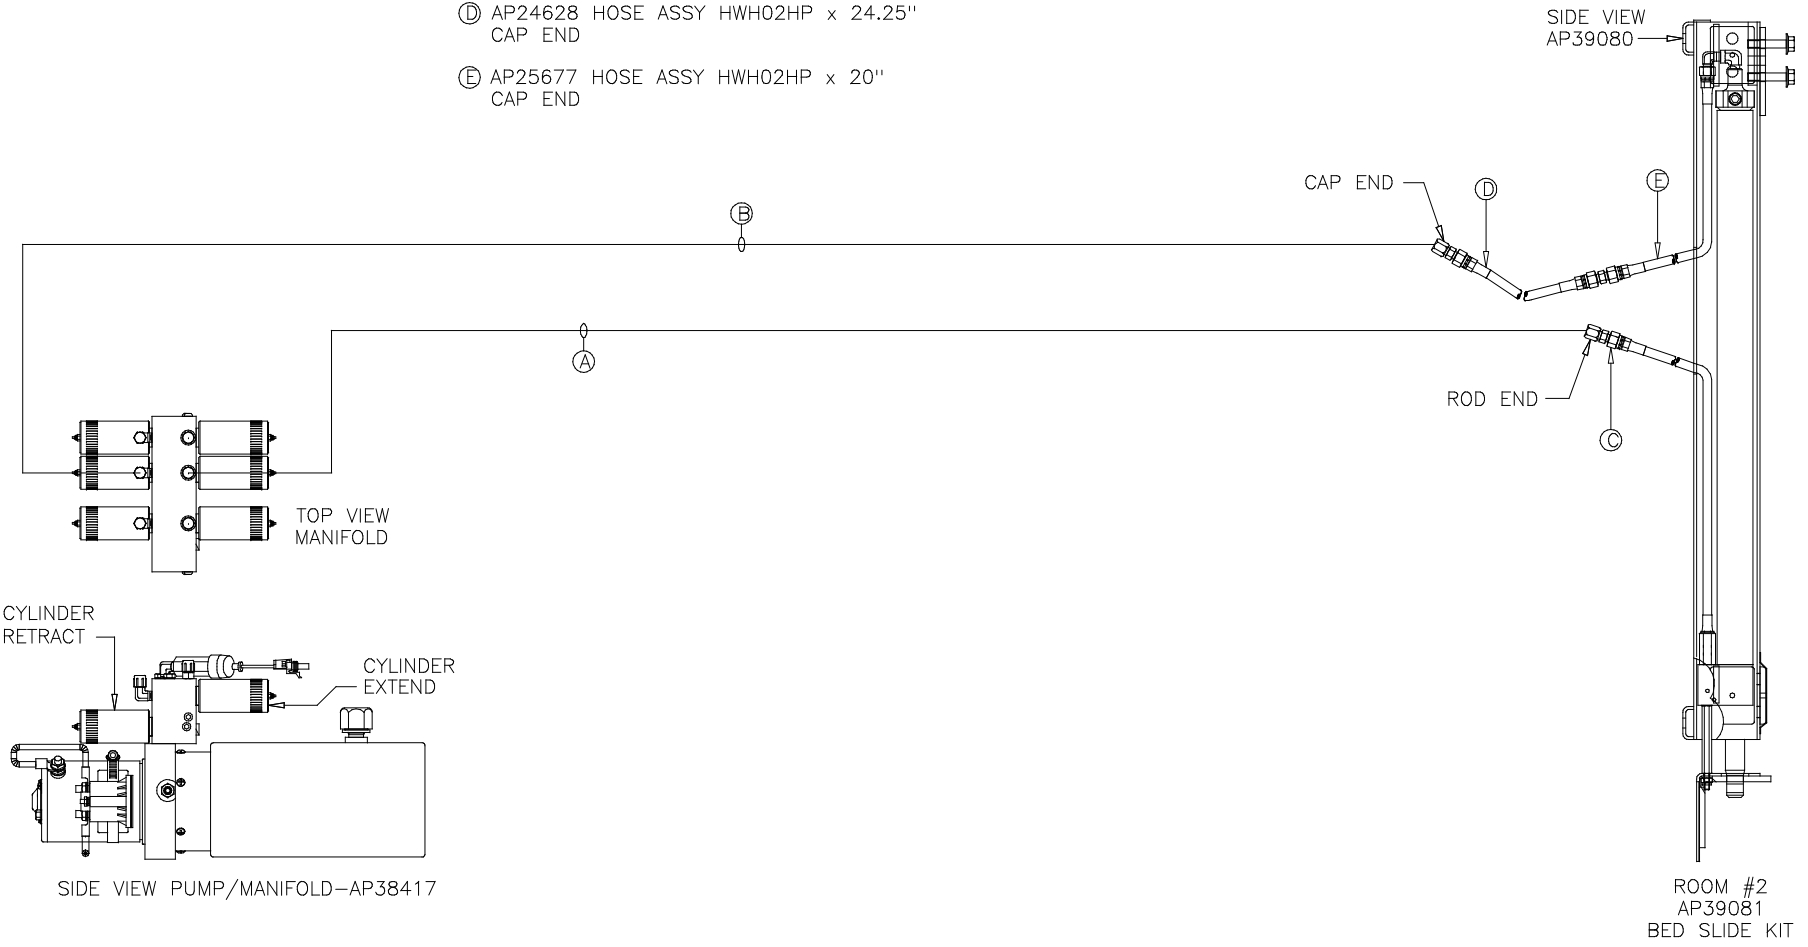 D AP24628 HOSE ASSY HWH02HP x 24.25"
CAP END
E AP25677 HOSE ASSY HWH02HP x 20"
CAP END
SIDE VIEW
AP39080
CAP END
D
E
B
A
ROD END
C
TOP VIEW
MANIFOLD
CYLINDER
RETRACT
CYLINDER
EXTEND
SIDE VIEW PUMP/MANIFOLD-AP38417
ROOM #2
AP39081
BED SLIDE KIT